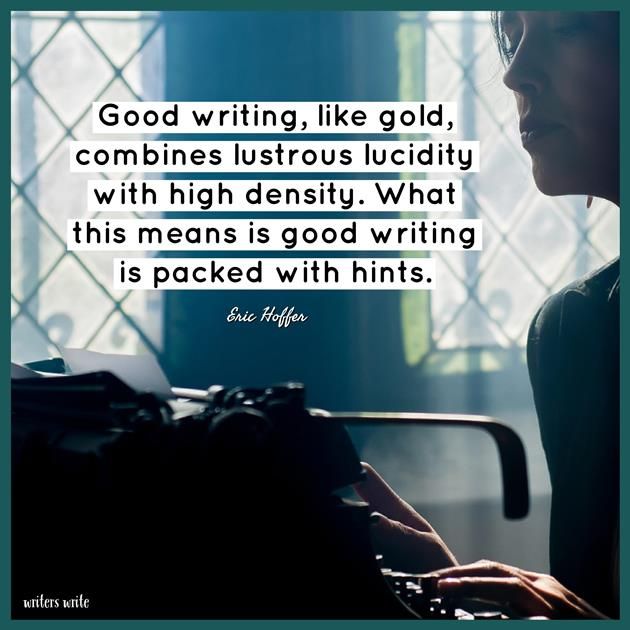 Good writing, like gold,
combines lustrous lucidity
with high density. What
this means is good writing
is packed with hints.
Eric Hoffer
writers write